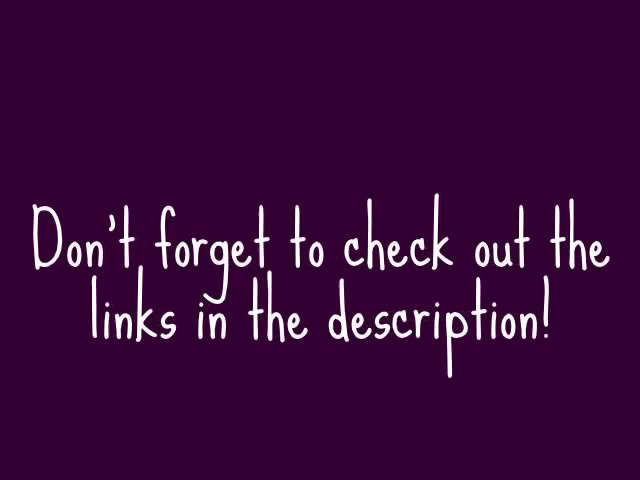 Don't forget to check out the
links in the description!